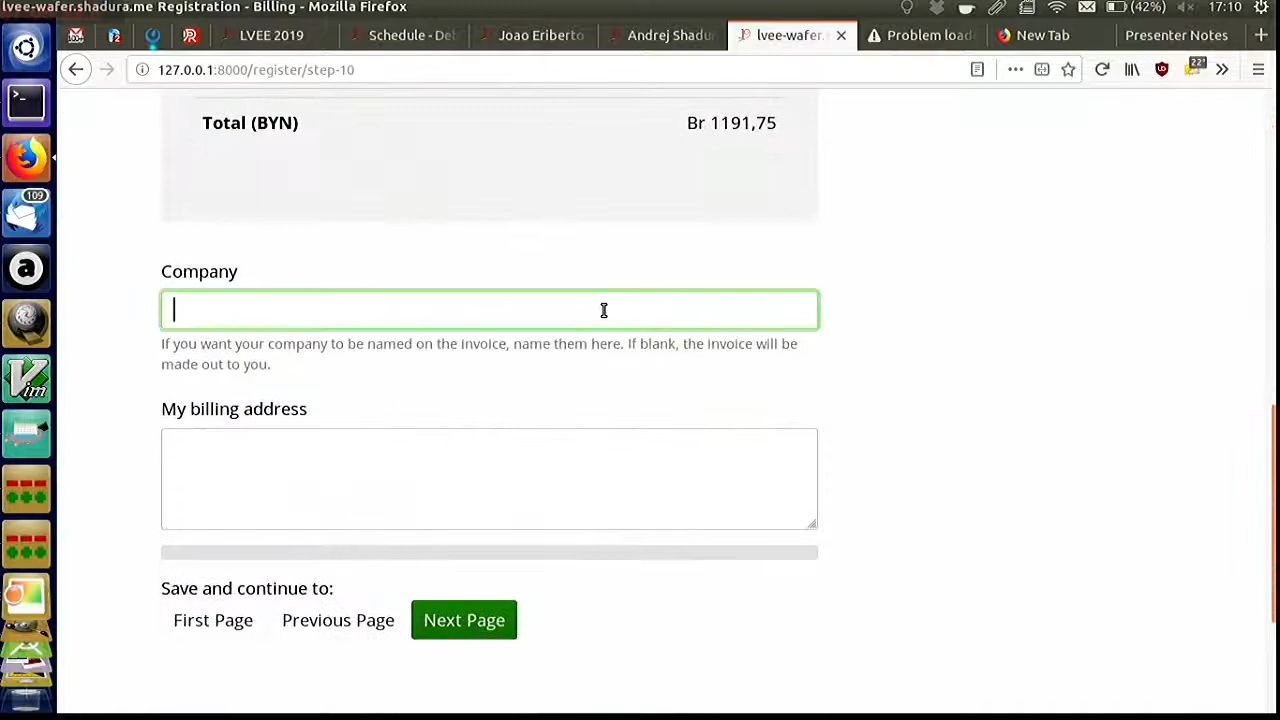 lvee-wafer.shadura.me Registration - Billing - Mozilla Firefox
(42%) 17:10
LVEE 2019
Schedule - Deb
Joao Eriberto
Andrej Shadu
lvee-wafer.
Problem load
New Tab
Presenter Notes
127.0.0.1:8000/register/step-10
22
109
Total (BYN) Br 1191,75
Company
If you want your company to be named on the invoice, name them here. If blank, the invoice will be
made out to you.
My billing address
Save and continue to:
First Page Previous Page Next Page